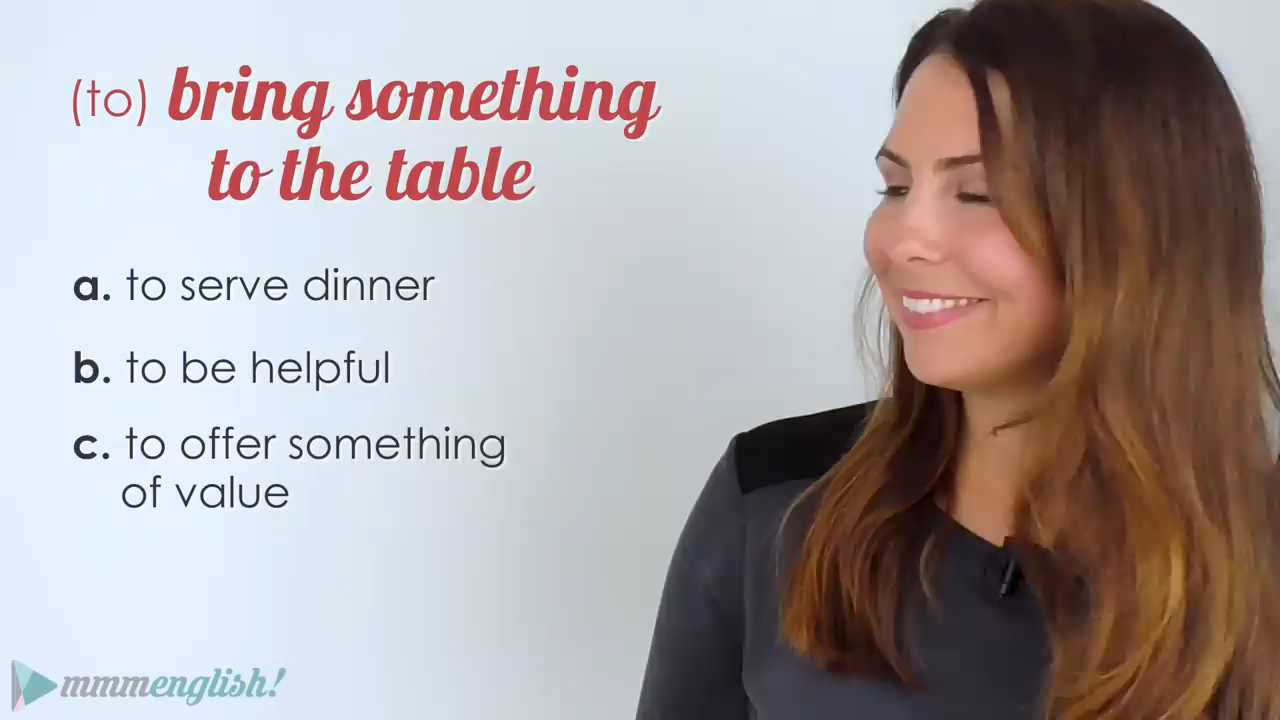 (to) bring something
to the table
a. to serve dinner
b. to be helpful
c. to offer something
of value
mmmenglish!